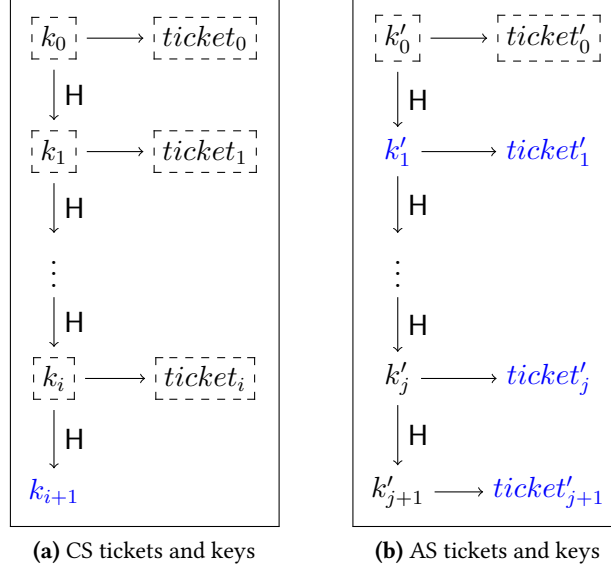 k₀ ticket₀
H
k₁ ticket₁
H
⋮
H
kᵢ ticketᵢ
H
kᵢ₊₁
(a) CS tickets and keys
k′₀ ticket′₀
H
k′₁ ticket′₁
H
⋮
H
k′ⱼ ticket′ⱼ
H
k′ⱼ₊₁ ticket′ⱼ₊₁
(b) AS tickets and keys